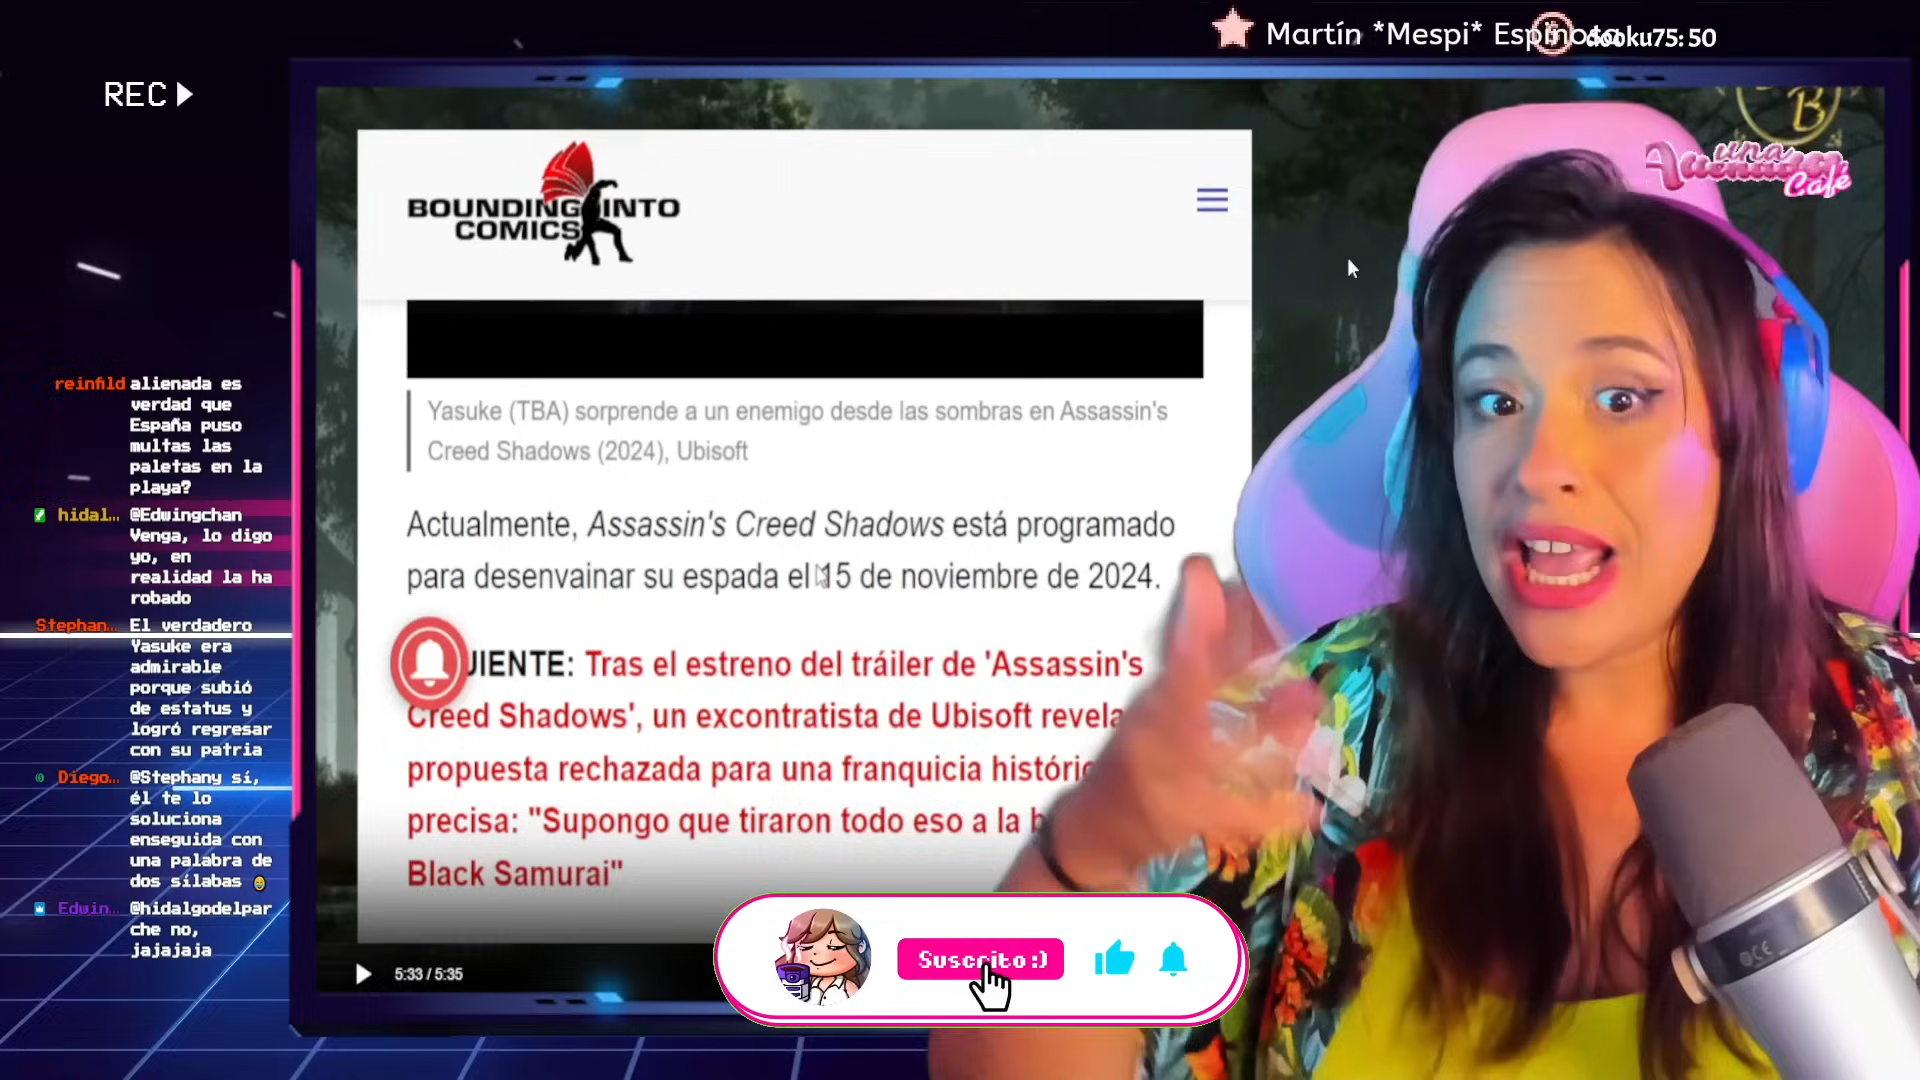 Martín *Mespi* Espinosa
dooku75: 50
REC
B
una
Alienada
Café
BOUNDING INTO
COMICS
Yasuke (TBA) sorprende a un enemigo desde las sombras en Assassin's
Creed Shadows (2024), Ubisoft
Actualmente, Assassin's Creed Shadows está programado
para desenvainar su espada el 15 de noviembre de 2024.
UIENTE: Tras el estreno del tráiler de 'Assassin's
Creed Shadows', un excontratista de Ubisoft revela
propuesta rechazada para una franquicia
precisa: "Supongo que tiraron todo eso a la
Black Samurai"
5:33 / 5:35
Suscrito :)
reinfild alienada es
verdad que
España puso
multas las
paletas en la
playa?
hidal... @Edwingchan
Venga, lo digo
yo, en
realidad la ha
robado
Stephan... El verdadero
Yasuke era
admirable
porque subió
de estatus y
logró regresar
con su patria
Diego... @Stephany sí,
él te lo
soluciona
enseguida con
una palabra de
dos sílabas
Edwin... @hidalgodelpar
che no,
jajajaja